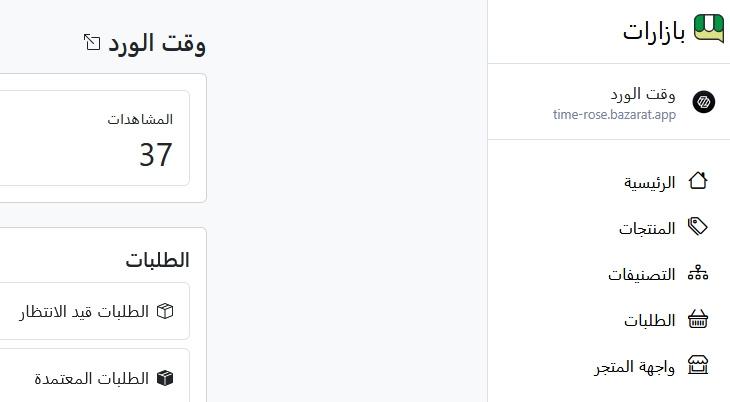 بازارات
وقت الورد
time-rose.bazarat.app
الرئيسية
المنتجات
التصنيفات
الطلبات
واجهة المتجر
وقت الورد
المشاهدات
37
الطلبات
الطلبات قيد الانتظار
الطلبات المعتمدة